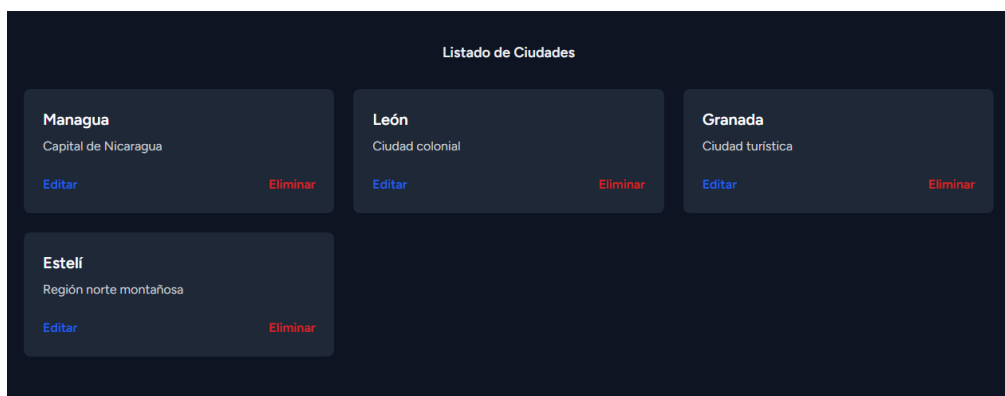 Listado de Ciudades
Managua
Capital de Nicaragua
Editar
Eliminar
León
Ciudad colonial
Editar
Eliminar
Granada
Ciudad turística
Editar
Eliminar
Estelí
Región norte montañosa
Editar
Eliminar